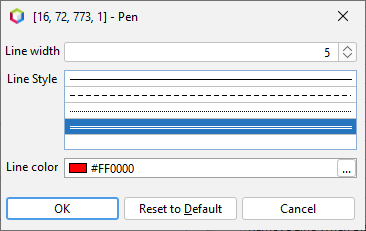 [16, 72, 773, 1] - Pen
Line width 5
Line Style
Line color #FF0000 ...
OK Reset to Default Cancel